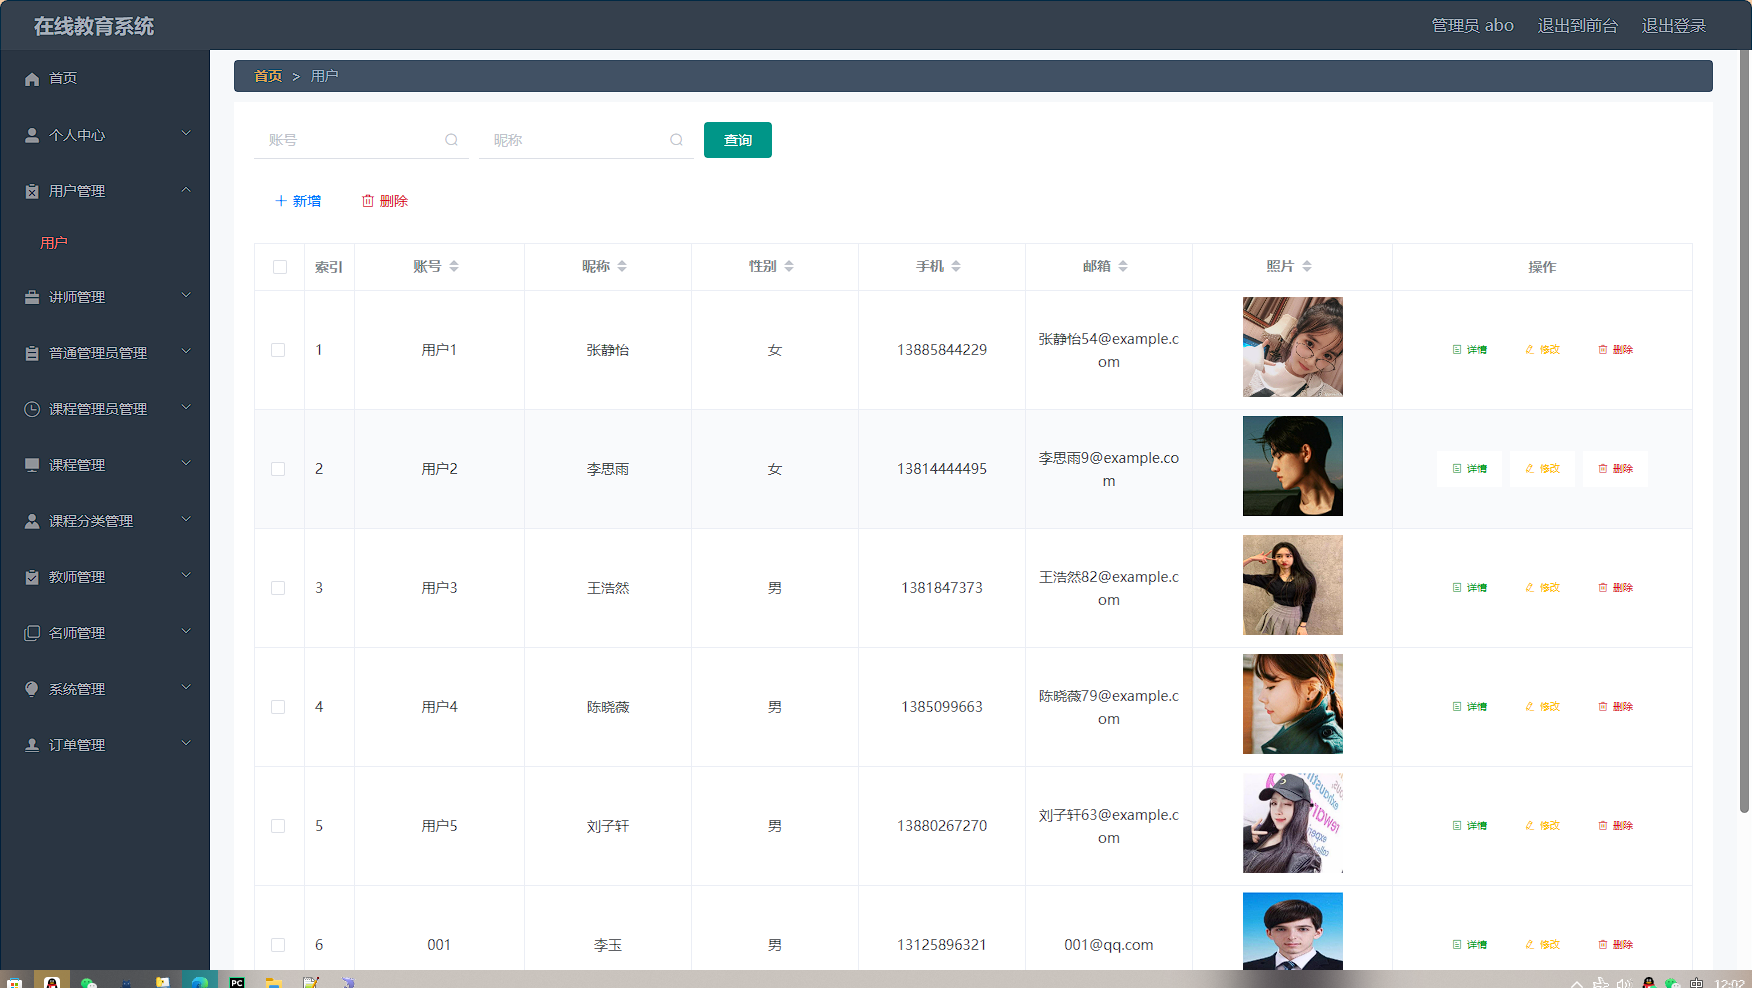 在线教育系统
管理员 abo 退出到前台 退出登录
首页
个人中心
用户管理
用户
讲师管理
普通管理员管理
课程管理员管理
课程管理
课程分类管理
教师管理
名师管理
系统管理
订单管理
首页 > 用户
账号 昵称 查询
新增 删除
索引 账号 昵称 性别 手机 邮箱 照片 操作
1 用户1 张静怡 女 13885844229 张静怡54@example.c
om
详情 修改 删除
2 用户2 李思雨 女 13814444495 李思雨9@example.co
m
详情 修改 删除
3 用户3 王浩然 男 1381847373 王浩然82@example.c
om
详情 修改 删除
4 用户4 陈晓薇 男 1385099663 陈晓薇79@example.c
om
详情 修改 删除
5 用户5 刘子轩 男 13880267270 刘子轩63@example.c
om
详情 修改 删除
6 001 李玉 男 13125896321 001@qq.com 详情 修改 删除
PC
中 12:02